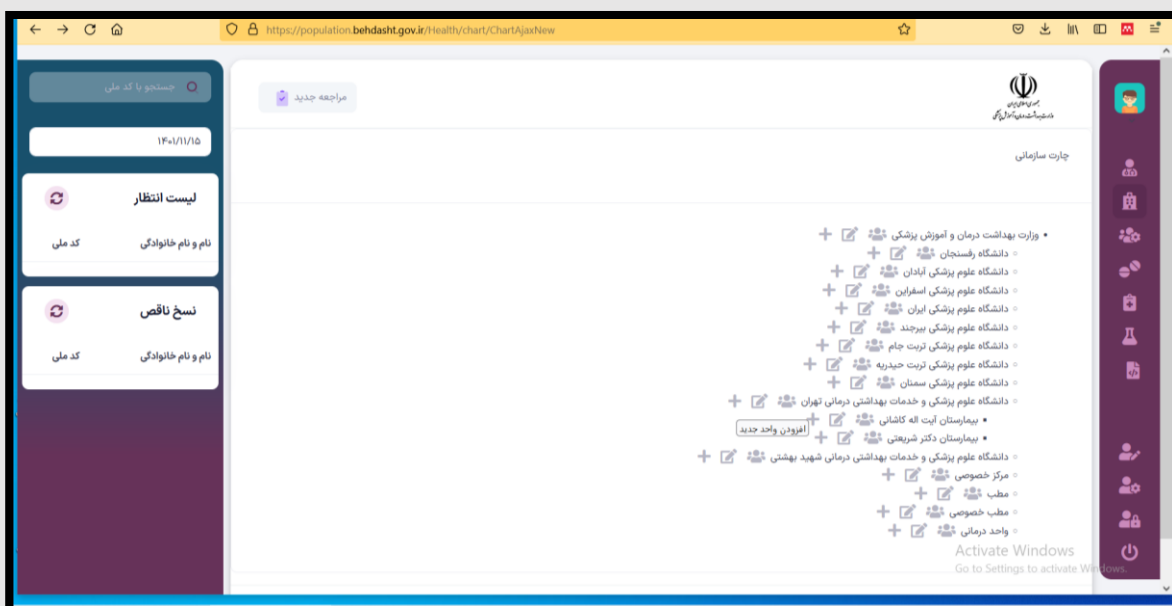 https://population.behdasht.gov.ir/Health/chart/ChartAjaxNew
جستجو با کد ملی
۱۴۰۱/۱۱/۱۵
لیست انتظار
نام و نام خانوادگی کد ملی
نسخ ناقص
نام و نام خانوادگی کد ملی
مراجعه جدید
چارت سازمانی
وزارت بهداشت درمان و آموزش پزشکی
دانشگاه رفسنجان
دانشگاه علوم پزشکی آبادان
دانشگاه علوم پزشکی اسفراین
دانشگاه علوم پزشکی ایران
دانشگاه علوم پزشکی بیرجند
دانشگاه علوم پزشکی تربت جام
دانشگاه علوم پزشکی تربت حیدریه
دانشگاه علوم پزشکی سمنان
دانشگاه علوم پزشکی و خدمات بهداشتی درمانی تهران
بیمارستان آیت اله کاشانی
افزودن واحد جدید
بیمارستان دکتر شریعتی
دانشگاه علوم پزشکی و خدمات بهداشتی درمانی شهید بهشتی
مرکز خصوصی
مطب
مطب خصوصی
واحد درمانی
Activate Windows
Go to Settings to activate Windows.